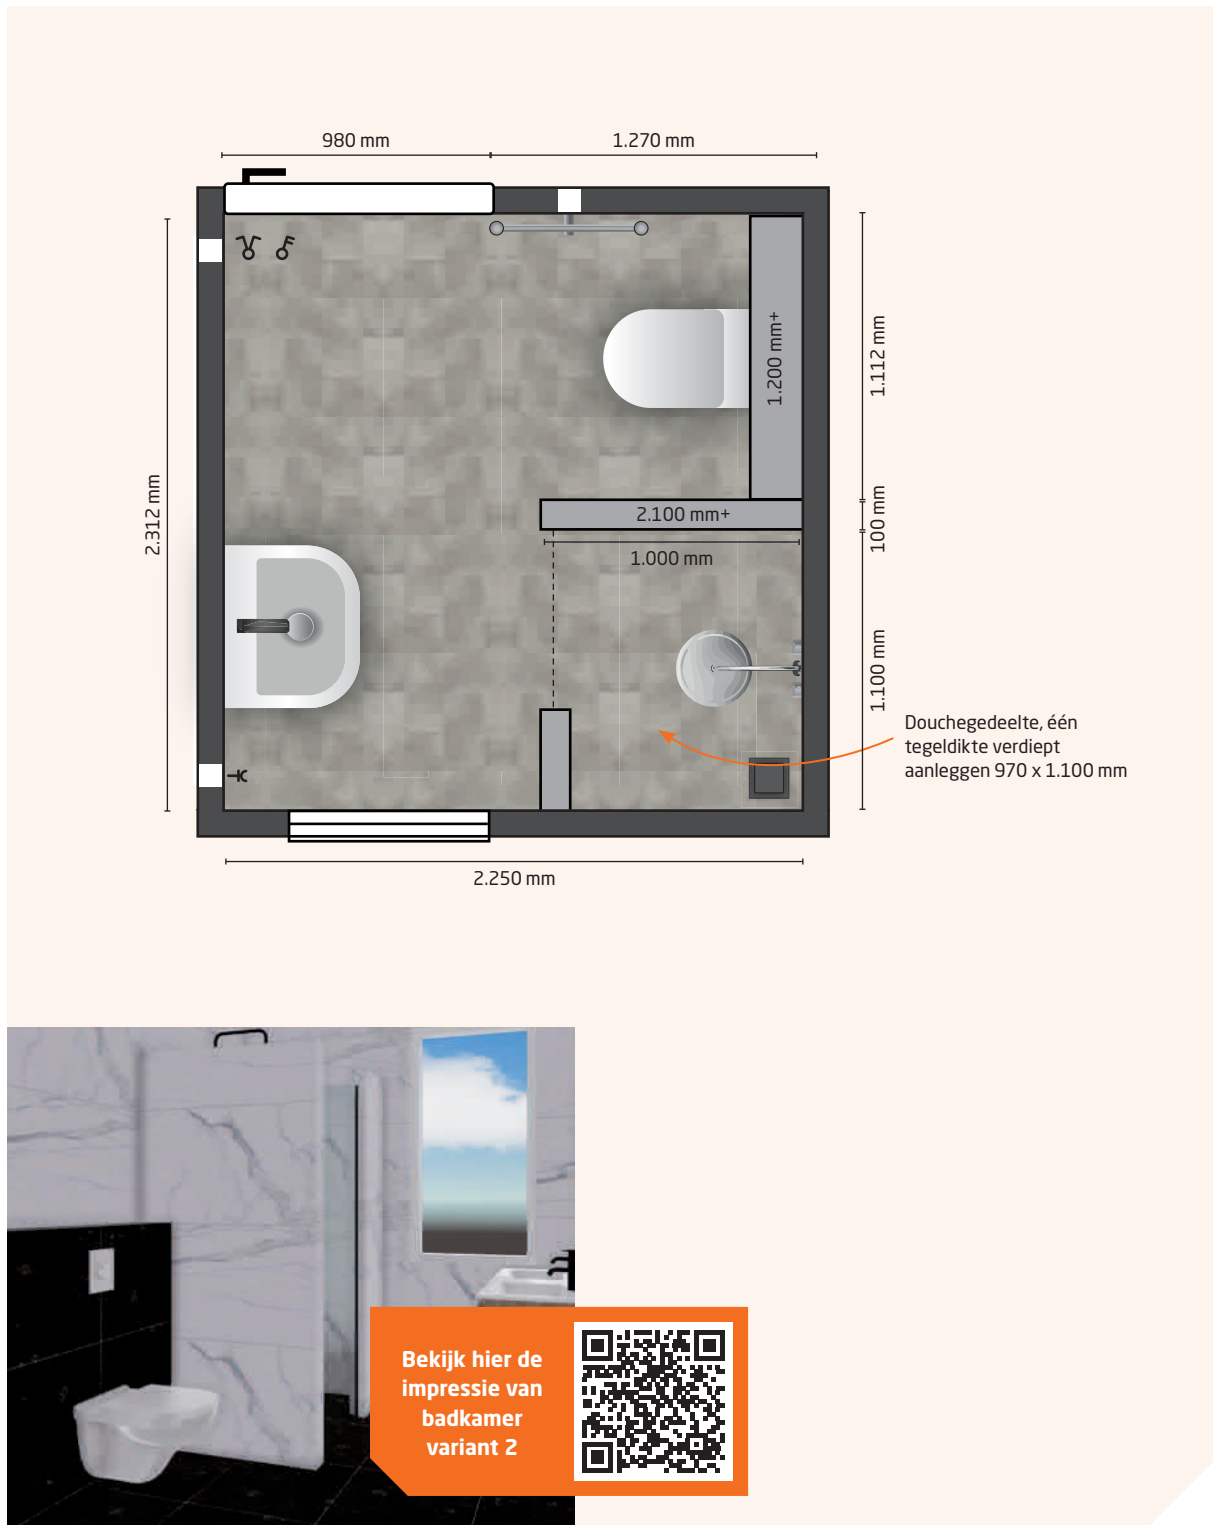 980 mm
1.270 mm
2.312 mm
1.112 mm
1.200 mm+
100 mm
2.100 mm+
1.000 mm
1.100 mm
Douchegedeelte, één
tegeldikte verdiept
aanleggen 970 x 1.100 mm
2.250 mm
Bekijk hier de
impressie van
badkamer
variant 2